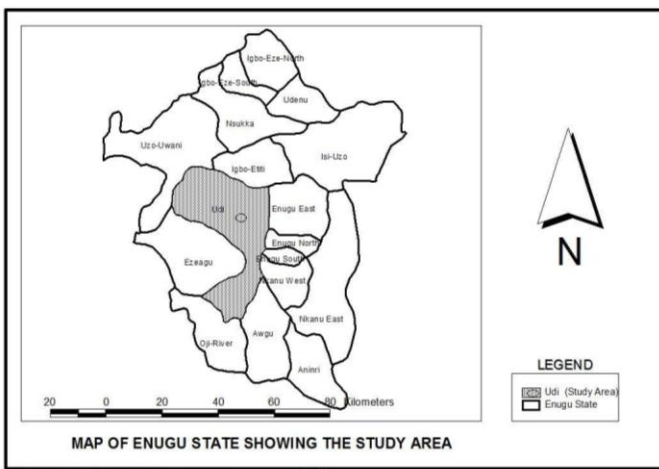 Igbo-Eze-North
Igbo-Eze-South
Udenu
Nsukka
Uzo-Uwani
Isi-Uzo
Igbo-Etiti
Udi
Enugu East
Enugu North
Enugu South
Ezeagu
Nkanu West
Nkanu East
Oji-River
Awgu
Aninri
N
LEGEND
Udi (Study Area)
Enugu State
20 0 20 40 60 80 Kilometers
MAP OF ENUGU STATE SHOWING THE STUDY AREA